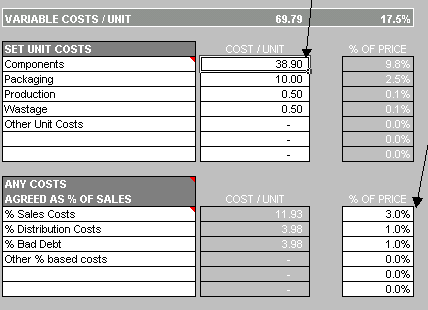 VARIABLE COSTS / UNIT 69.79 17.5%
SET UNIT COSTS COST / UNIT % OF PRICE
Components 38.90 9.8%
Packaging 10.00 2.5%
Production 0.50 0.1%
Wastage 0.50 0.1%
Other Unit Costs - 0.0%
- 0.0%
- 0.0%
ANY COSTS
AGREED AS % OF SALES COST / UNIT % OF PRICE
% Sales Costs 11.93 3.0%
% Distribution Costs 3.98 1.0%
% Bad Debt 3.98 1.0%
Other % based costs - 0.0%
- 0.0%
- 0.0%